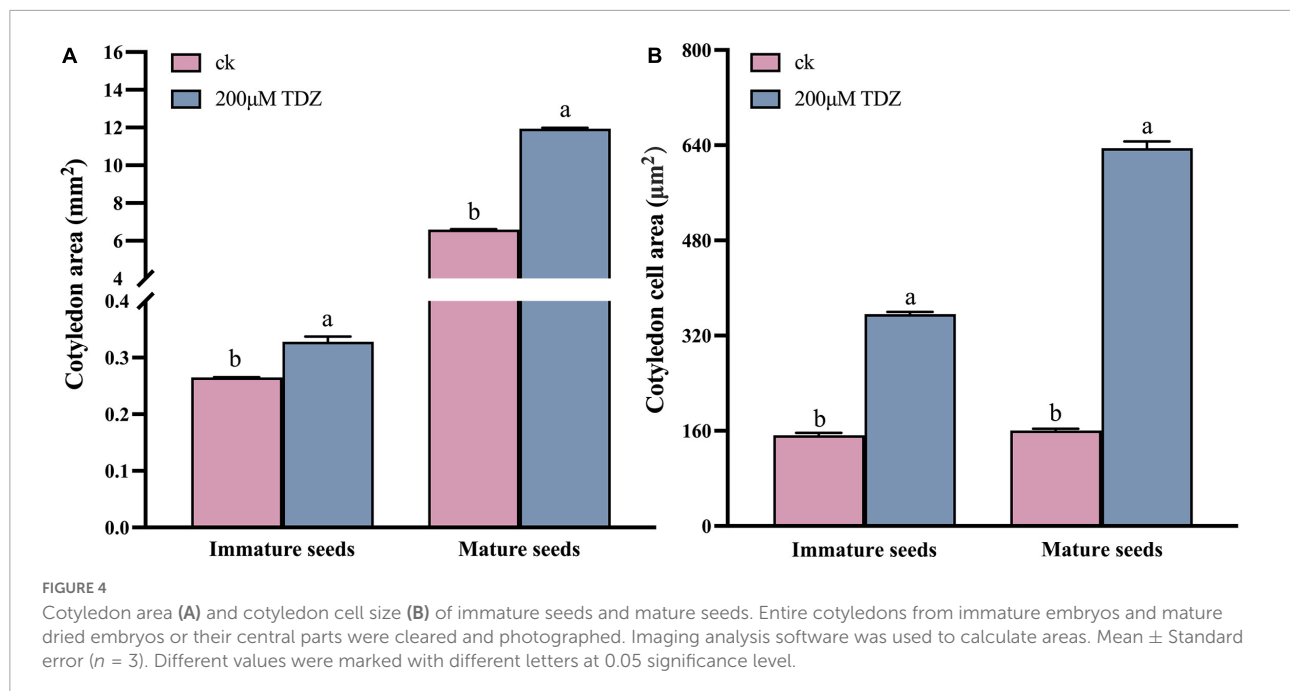 A
ck
200μM TDZ
Cotyledon area (mm²)
16
14
12
10
8
6
4
0.4
0.3
0.2
0.1
0.0
b
a
b
a
Immature seeds
Mature seeds
B
ck
200μM TDZ
Cotyledon cell area (μm²)
800
640
480
320
160
0
b
a
b
a
Immature seeds
Mature seeds
FIGURE 4
Cotyledon area (A) and cotyledon cell size (B) of immature seeds and mature seeds. Entire cotyledons from immature embryos and mature
dried embryos or their central parts were cleared and photographed. Imaging analysis software was used to calculate areas. Mean ± Standard
error (n = 3). Different values were marked with different letters at 0.05 significance level.